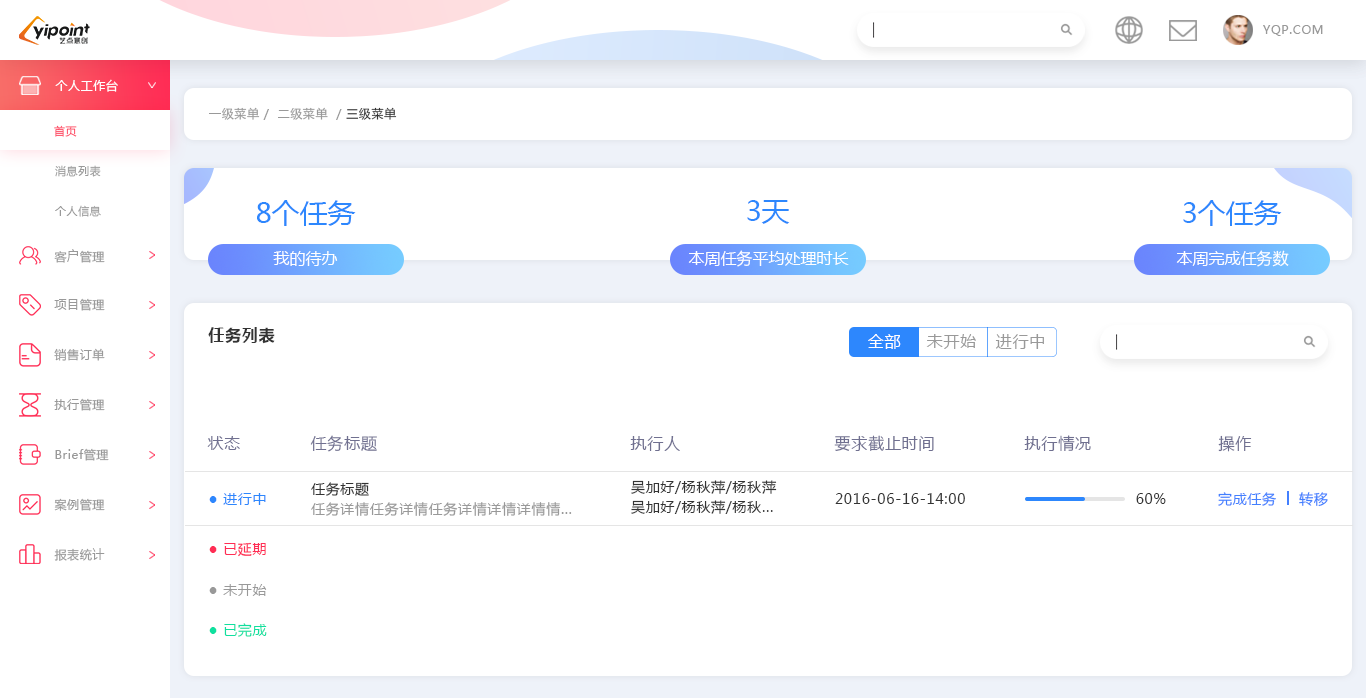 yipoint
艺点意创
YQP.COM
个人工作台
首页
消息列表
个人信息
客户管理
项目管理
销售订单
执行管理
Brief管理
案例管理
报表统计
一级菜单 / 二级菜单 / 三级菜单
8个任务
我的待办
3天
本周任务平均处理时长
3个任务
本周完成任务数
任务列表
全部 未开始 进行中
状态 任务标题 执行人 要求截止时间 执行情况 操作
进行中
任务标题
任务详情任务详情任务详情详情详情情...
吴加好/杨秋萍/杨秋萍
吴加好/杨秋萍/杨秋...
2016-06-16-14:00
60%
完成任务 | 转移
已延期
未开始
已完成